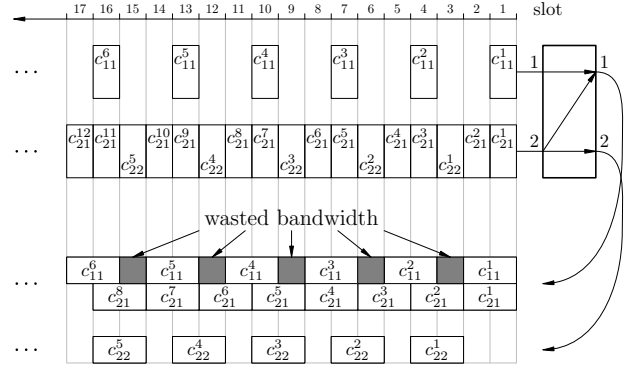 17 16 15 14 13 12 11 10 9 8 7 6 5 4 3 2 1 slot
... c_{11}^{6} c_{11}^{5} c_{11}^{4} c_{11}^{3} c_{11}^{2} c_{11}^{1} 1 1
... c_{21}^{12} c_{21}^{11} c_{22}^{5} c_{21}^{10} c_{21}^{9} c_{22}^{4} c_{21}^{8} c_{21}^{7} c_{22}^{3} c_{21}^{6} c_{21}^{5} c_{22}^{2} c_{21}^{4} c_{21}^{3} c_{22}^{1} c_{21}^{2} c_{21}^{1} 2 2
wasted bandwidth
... c_{11}^{6} c_{11}^{5} c_{11}^{4} c_{11}^{3} c_{11}^{2} c_{11}^{1}
c_{21}^{8} c_{21}^{7} c_{21}^{6} c_{21}^{5} c_{21}^{4} c_{21}^{3} c_{21}^{2} c_{21}^{1}
... c_{22}^{5} c_{22}^{4} c_{22}^{3} c_{22}^{2} c_{22}^{1}